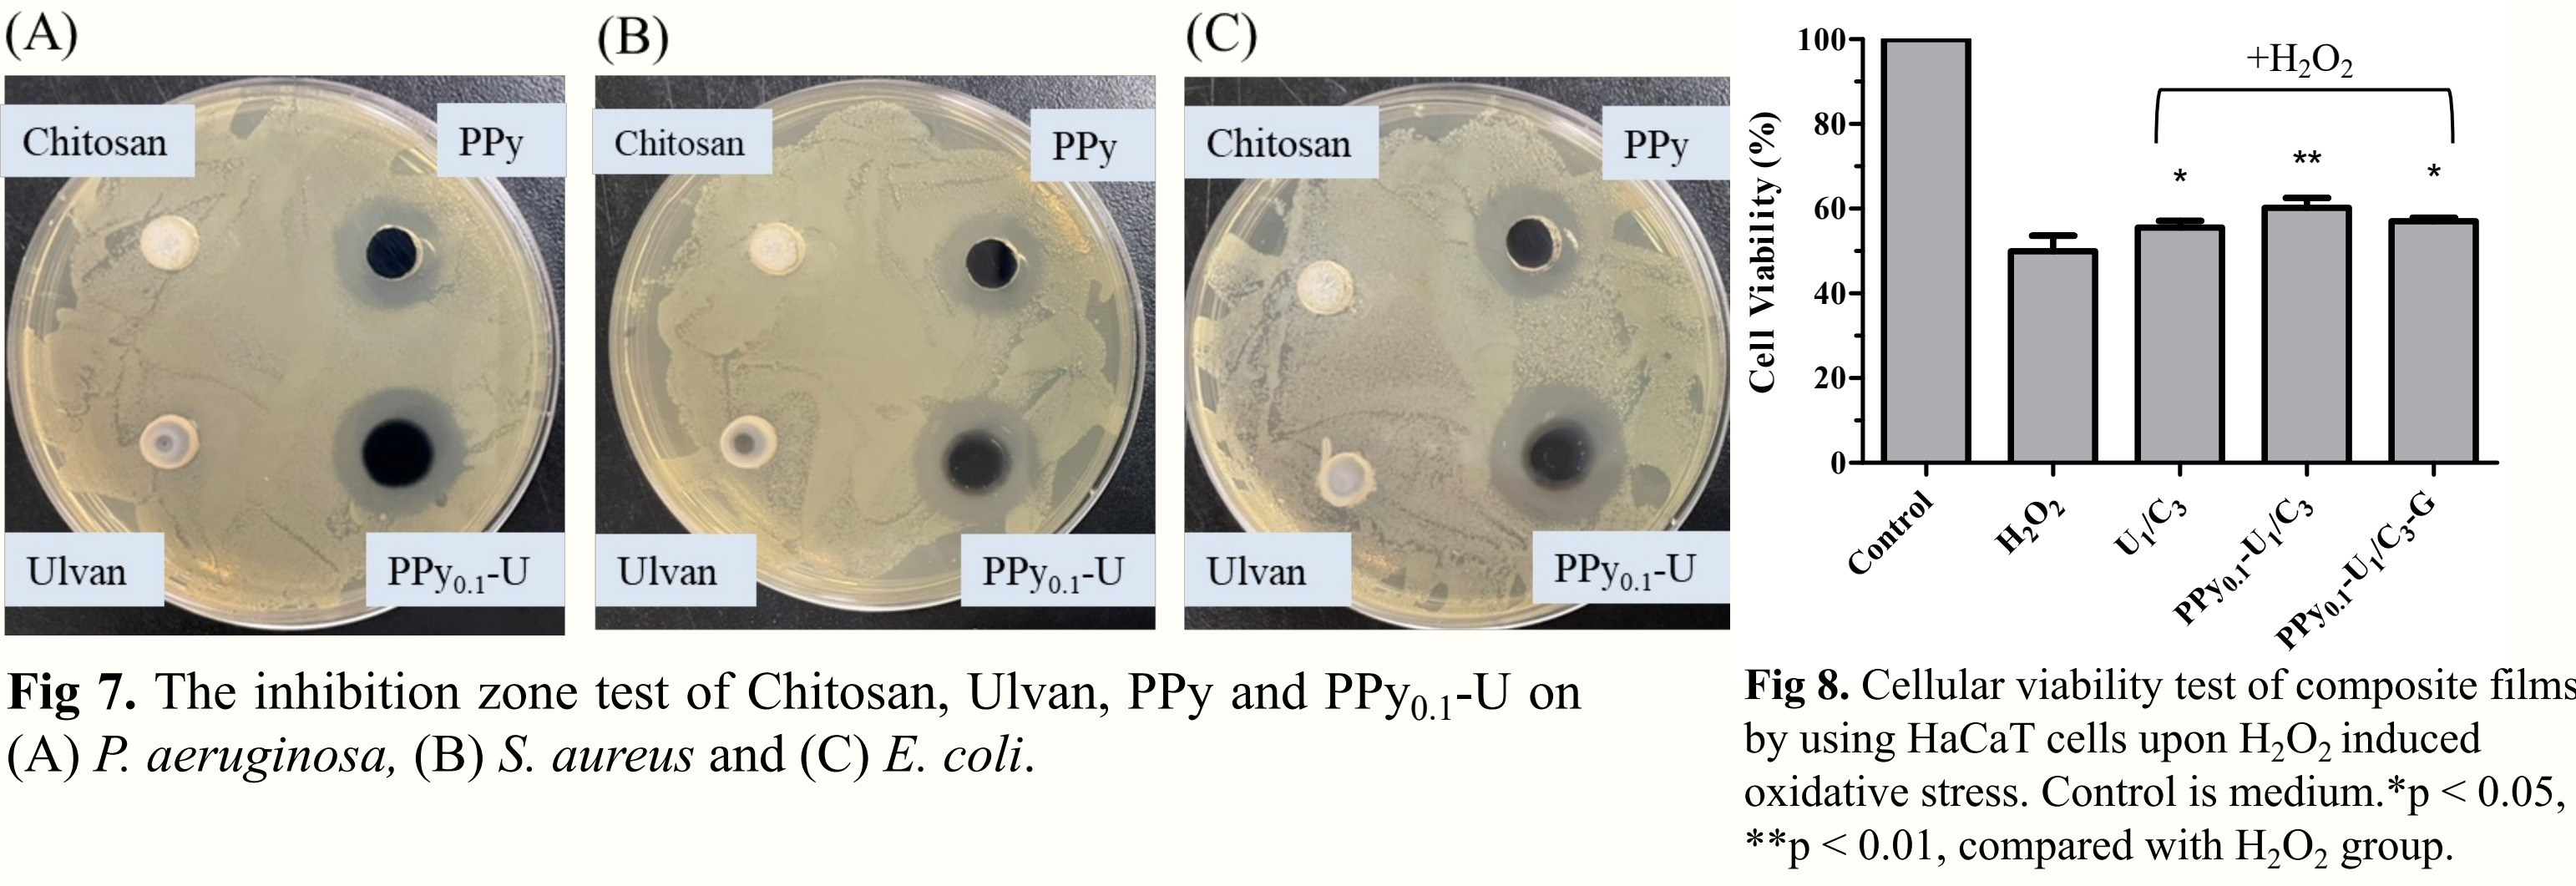 (A)
(B)
(C)
Chitosan
PPy
Ulvan
PPy₀.₁-U
Chitosan
PPy
Ulvan
PPy₀.₁-U
Chitosan
PPy
Ulvan
PPy₀.₁-U
Fig 7. The inhibition zone test of Chitosan, Ulvan, PPy and PPy₀.₁-U on
(A) P. aeruginosa, (B) S. aureus and (C) E. coli.
Cell Viability (%)
100
80
60
40
20
0
+H₂O₂
*
**
*
Control
H₂O₂
U₁/C₃
PPy₀.₁-U₁/C₃
PPy₀.₁-U₁/C₃-G
Fig 8. Cellular viability test of composite films
by using HaCaT cells upon H₂O₂ induced
oxidative stress. Control is medium.*p < 0.05,
**p < 0.01, compared with H₂O₂ group.